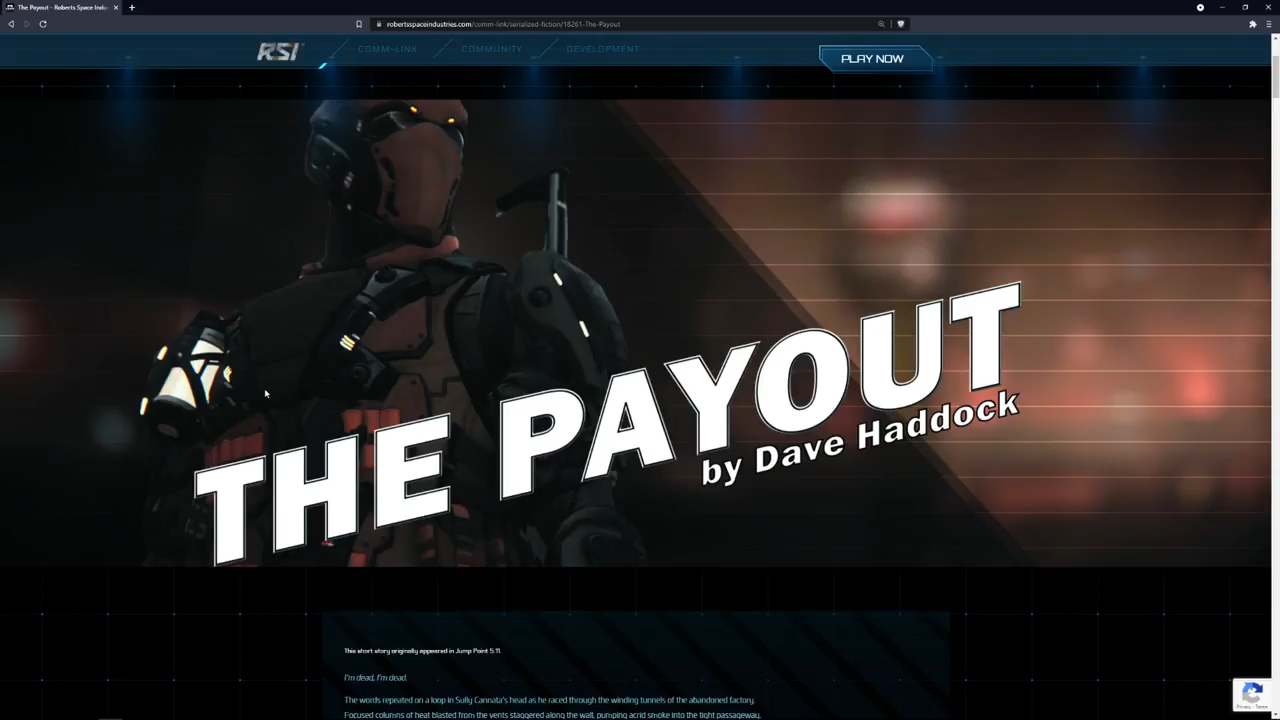 The Payout - Roberts Space Indus
robertsspaceindustries.com/comm-link/serialized-fiction/18261-The-Payout
RSI
COMM-LINK
COMMUNITY
DEVELOPMENT
PLAY NOW
THE PAYOUT
by Dave Haddock
This short story originally appeared in Jump Point 5.11.
I'm dead, I'm dead.
The words repeated on a loop in Sully Cannata's head as he raced through the winding tunnels of the abandoned factory.
Focused columns of heat blasted from the vents staggered along the wall, pumping acrid smoke into the tight passageway.
Privacy - Terms